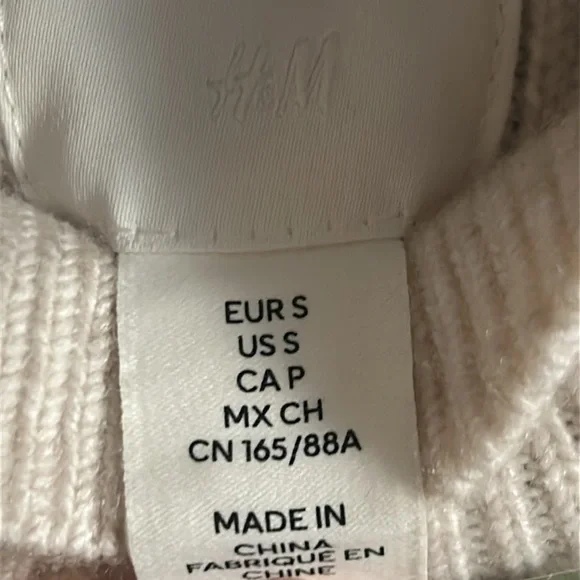 H&M
EUR S
US S
CA P
MX CH
CN 165/88A
MADE IN
CHINA
FABRIQUÉ EN
CHINE